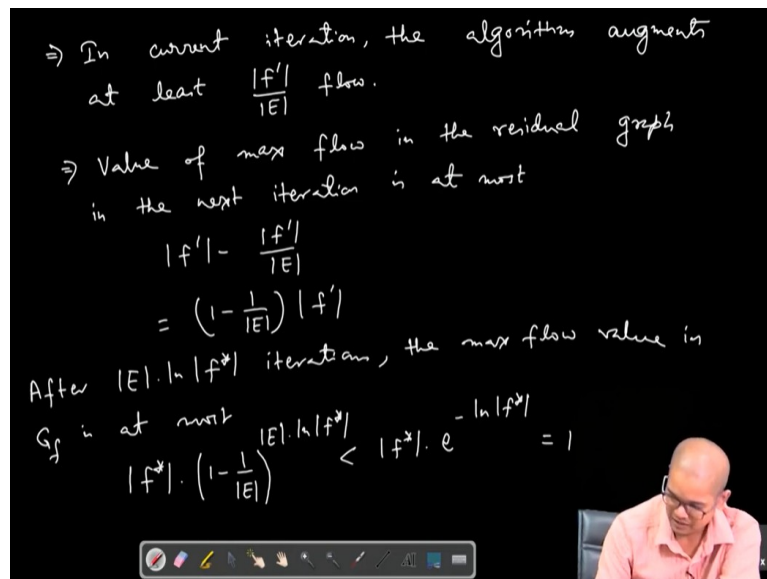 ⇒ In current iteration, the algorithm augments
at least |f'|/|E| flow.
⇒ Value of max flow in the residual graph
in the next iteration is at most
|f'| - |f'|/|E|
= (1 - 1/|E|) |f'|
After |E|. ln |f*| iterations, the max flow value in
G_f is at most
|f*|. (1 - 1/|E|)^{|E|. ln |f*|} < |f*|. e^{- ln |f*|} = 1